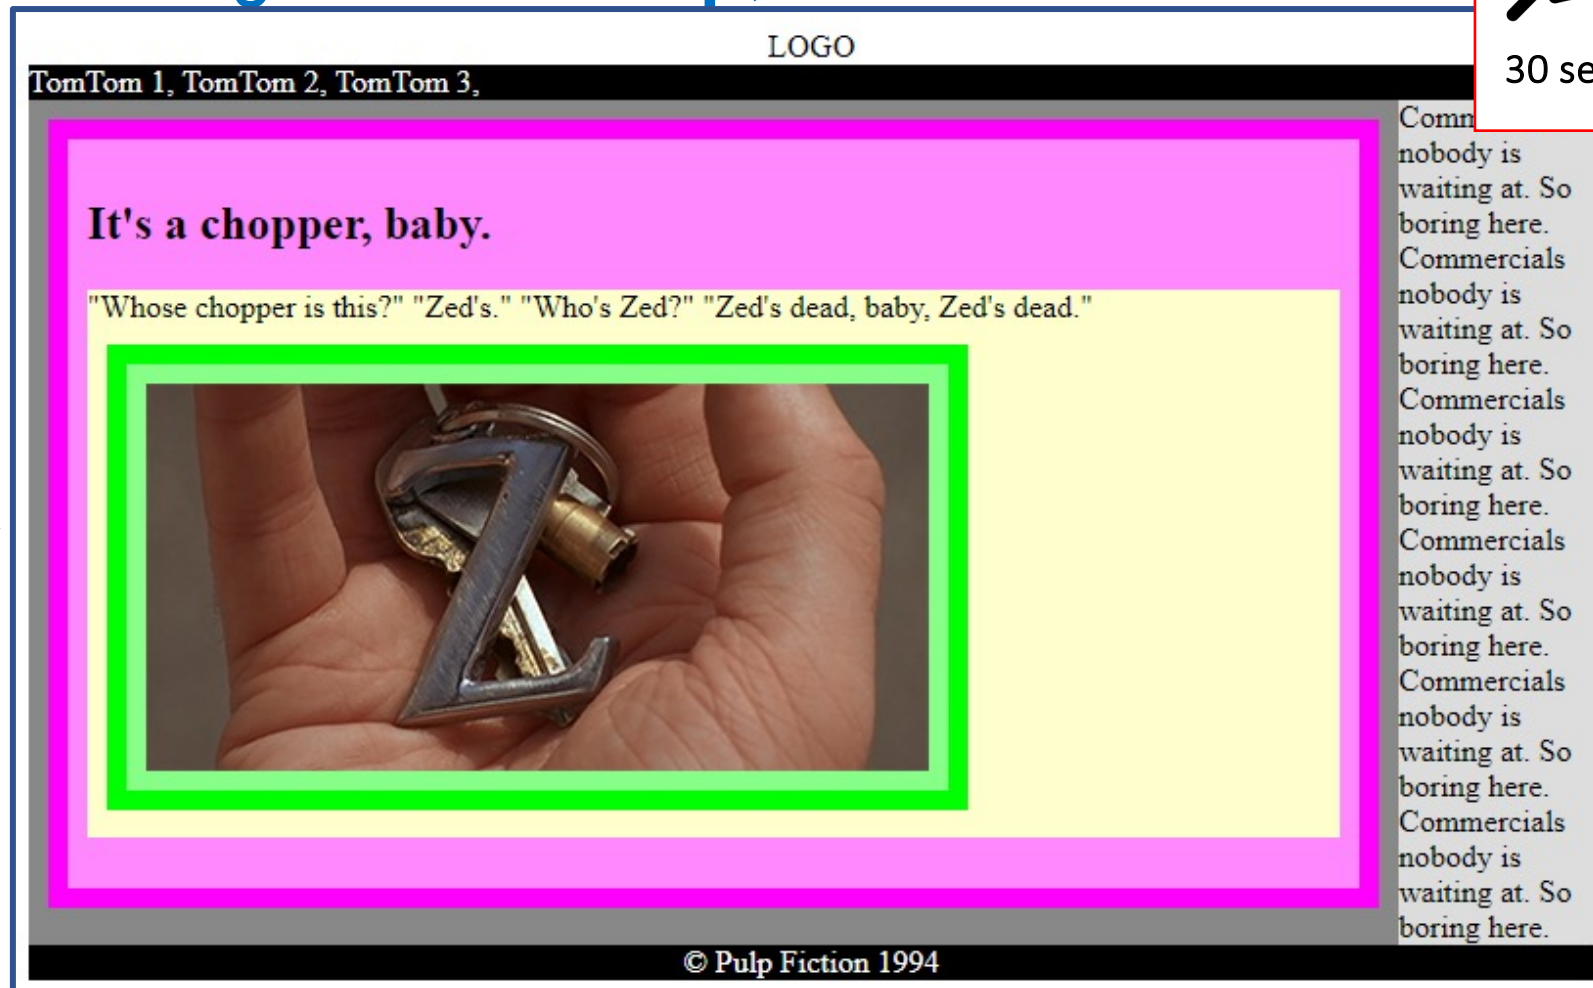 LOGO
30 se
TomTom 1, TomTom 2, TomTom 3,
It's a chopper, baby.
"Whose chopper is this?" "Zed's." "Who's Zed?" "Zed's dead, baby, Zed's dead."
Comm
nobody is
waiting at. So
boring here.
Commercials
nobody is
waiting at. So
boring here.
Commercials
nobody is
waiting at. So
boring here.
Commercials
nobody is
waiting at. So
boring here.
Commercials
nobody is
waiting at. So
boring here.
Commercials
nobody is
waiting at. So
boring here.
© Pulp Fiction 1994